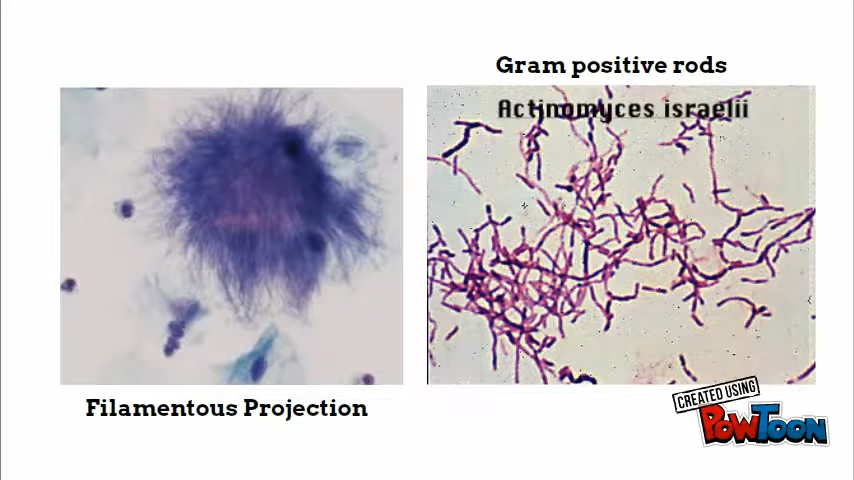 Gram positive rods
Actinomyces israelii
Filamentous Projection
CREATED USING
POWTOON